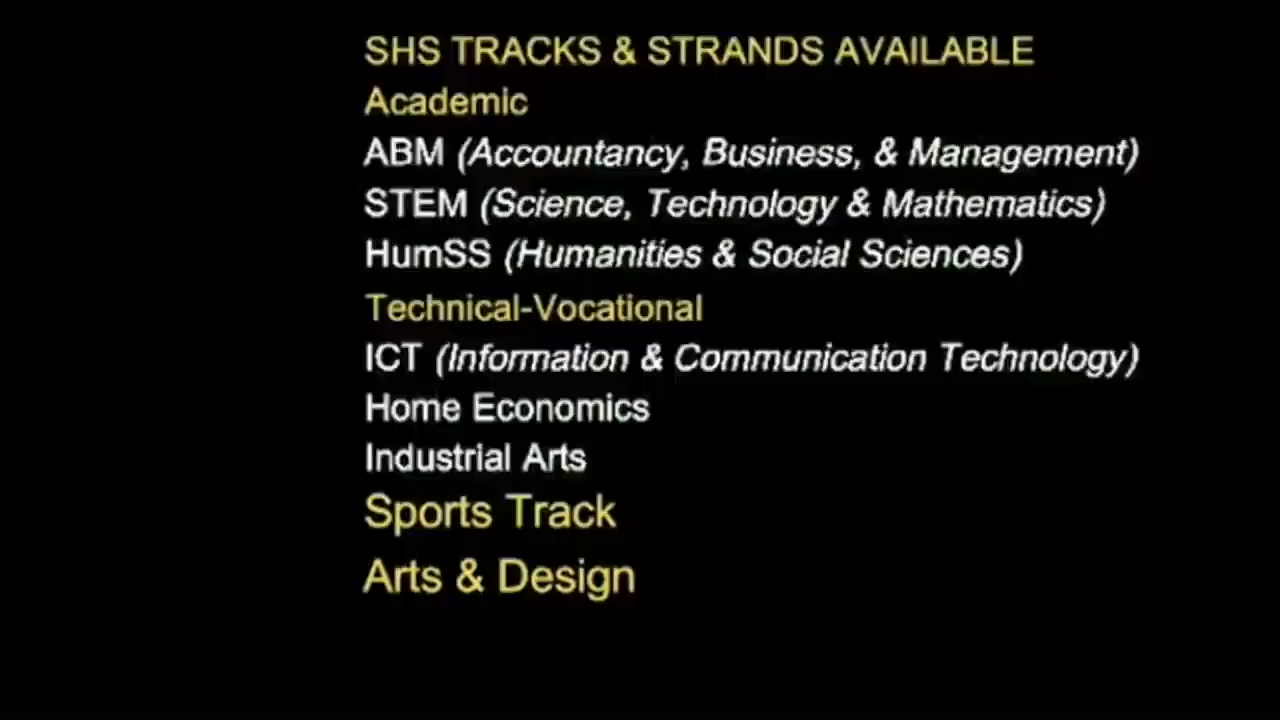 SHS TRACKS & STRANDS AVAILABLE
Academic
ABM (Accountancy, Business, & Management)
STEM (Science, Technology & Mathematics)
HumSS (Humanities & Social Sciences)
Technical-Vocational
ICT (Information & Communication Technology)
Home Economics
Industrial Arts
Sports Track
Arts & Design